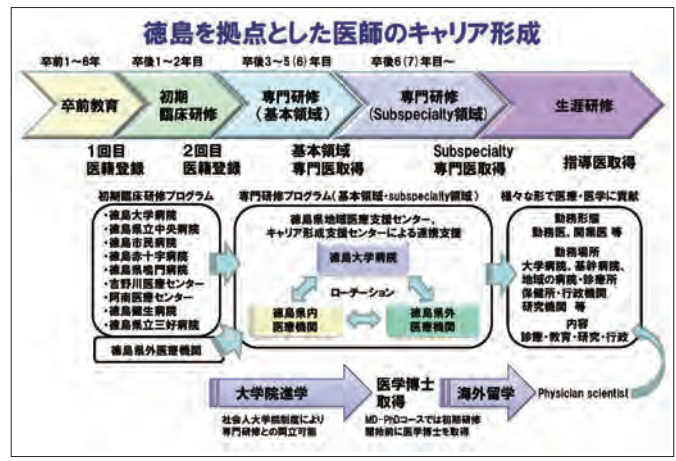 徳島を拠点とした医師のキャリア形成
卒前1~6年
卒後1~2年目
卒後3~5(6)年目
卒後6(7)年目~
卒前教育
初期
臨床研修
専門研修
(基本領域)
専門研修
(Subspecialty領域)
生涯研修
1回目
医籍登録
2回目
医籍登録
基本領域
専門医取得
Subspecialty
専門医取得
指導医取得
初期臨床研修プログラム
・徳島大学病院
・徳島県立中央病院
・徳島市民病院
・徳島赤十字病院
・徳島県鳴門病院
・吉野川医療センター
・阿南医療センター
・徳島健生病院
・徳島県立三好病院
徳島県外医療機関
専門研修プログラム(基本領域・subspecialty領域)
徳島県地域医療支援センター、
キャリア形成支援センターによる連携支援
徳島大学病院
ローテーション
徳島県内
医療機関
徳島県外
医療機関
様々な形で医療・医学に貢献
勤務形態
勤務医、開業医 等
勤務場所
大学病院、基幹病院、
地域の病院・診療所
保健所・行政機関
研究機関 等
内容
診療・教育・研究・行政
大学院進学
医学博士
取得
海外留学
Physician scientist
社会人大学院制度により
専門研修との両立可能
MD-PhDコースでは初期研修
開始前に医学博士を取得